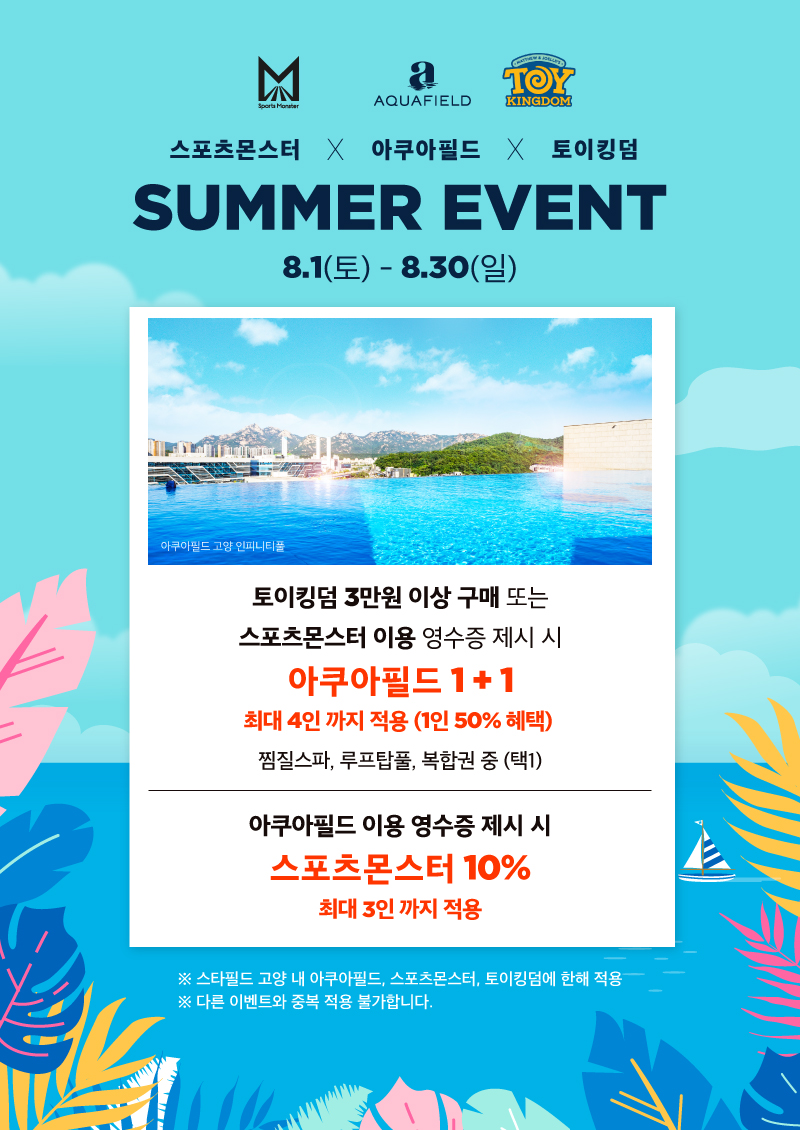 Sports Monster
AQUAFIELD
MATTHEW & JOELLE'S
TOY
KINGDOM
스포츠몬스터 X 아쿠아필드 X 토이킹덤
SUMMER EVENT
8.1(토) - 8.30(일)
아쿠아필드 고양 인피니티풀
토이킹덤 3만원 이상 구매 또는
스포츠몬스터 이용 영수증 제시 시
아쿠아필드 1 + 1
최대 4인 까지 적용 (1인 50% 혜택)
찜질스파, 루프탑풀, 복합권 중 (택1)
아쿠아필드 이용 영수증 제시 시
스포츠몬스터 10%
최대 3인 까지 적용
※ 스타필드 고양 내 아쿠아필드, 스포츠몬스터, 토이킹덤에 한해 적용
※ 다른 이벤트와 중복 적용 불가합니다.